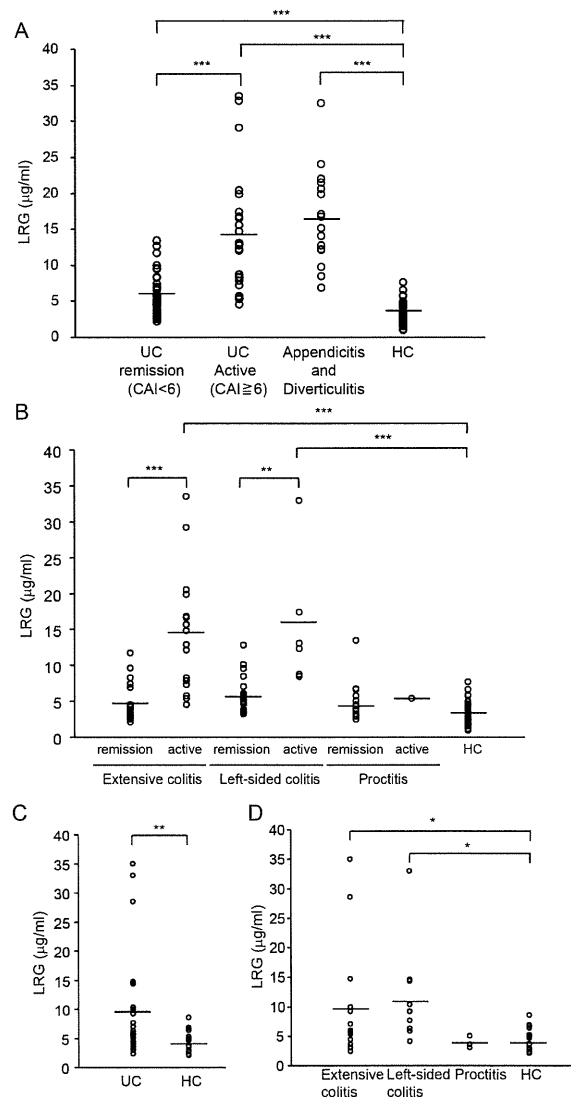 A
***
***
***
***
40
35
30
25
20
15
10
5
0
LRG (µg/ml)
UC remission (CAI<6)
UC Active (CAI≧6)
Appendicitis and Diverticulitis
HC
B
***
***
***
**
40
35
30
25
20
15
10
5
0
LRG (µg/ml)
remission active remission active remission active HC
Extensive colitis Left-sided colitis Proctitis
C
**
40
35
30
25
20
15
10
5
0
LRG (µg/ml)
UC HC
D
*
*
40
35
30
25
20
15
10
5
0
LRG (µg/ml)
Extensive colitis
Left-sided colitis
Proctitis
HC